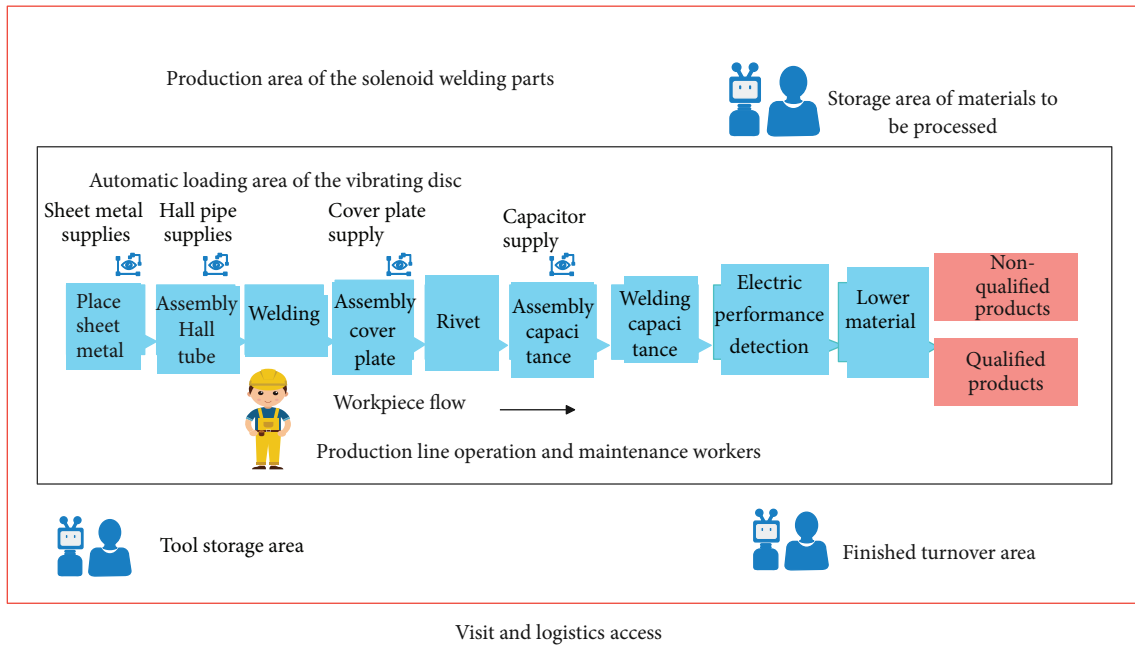 Production area of the solenoid welding parts
Storage area of materials to
be processed
Automatic loading area of the vibrating disc
Sheet metal
supplies
Hall pipe
supplies
Cover plate
supply
Capacitor
supply
Place
sheet
metal
Assembly
Hall
tube
Welding
Assembly
cover
plate
Rivet
Assembly
capaci
tance
Welding
capaci
tance
Electric
performance
detection
Lower
material
Non-
qualified
products
Qualified
products
Workpiece flow
Production line operation and maintenance workers
Tool storage area
Finished turnover area
Visit and logistics access